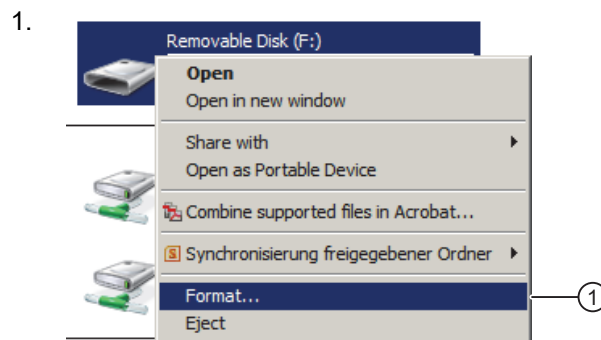 1.
Removable Disk (F:)
Open
Open in new window
Share with
Open as Portable Device
Combine supported files in Acrobat...
Synchronisierung freigegebener Ordner
Format...
1
Eject